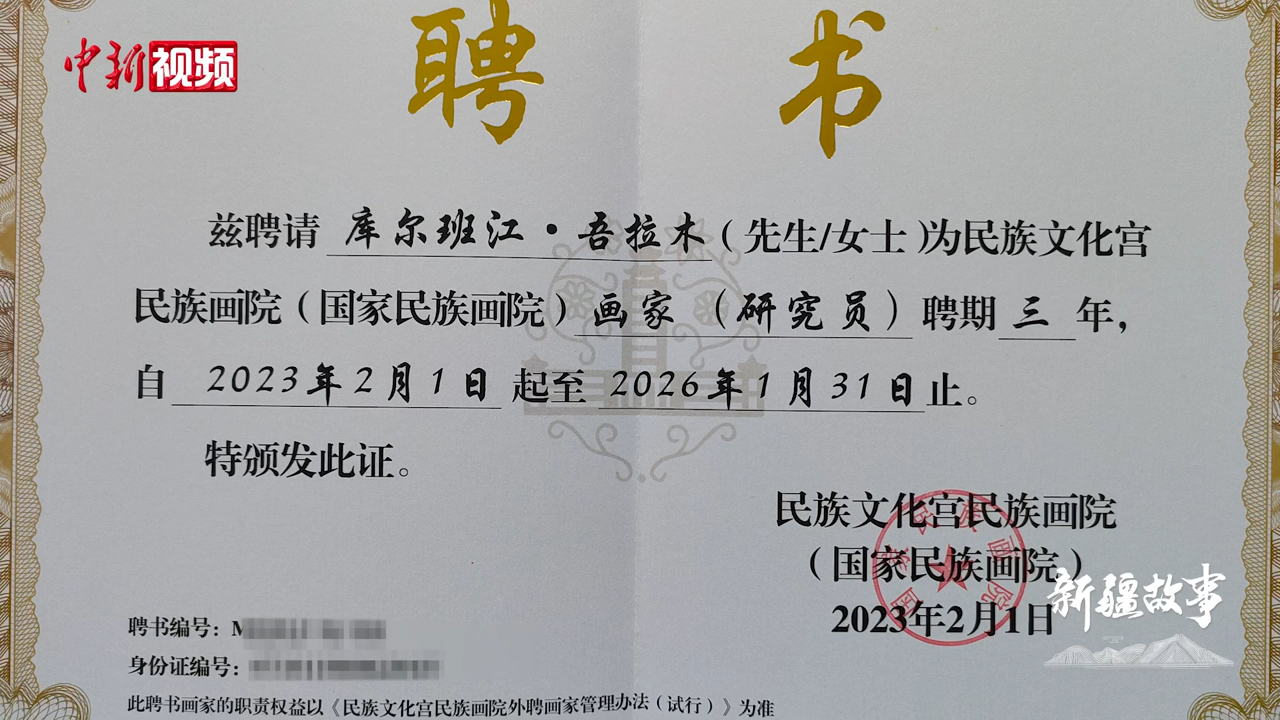 中新视频
聘 书
兹聘请 库尔班江·吾拉木(先生/女士)为民族文化宫
民族画院(国家民族画院)画家(研究员)聘期 三 年,
自 2023年2月1日 起至 2026年1月31日止。
特颁发此证。
民族文化宫民族画院
(国家民族画院)
2023年2月1日
新疆故事
聘书编号:M
身份证编号:
此聘书画家的职责权益以《民族文化宫民族画院外聘画家管理办法(试行)》为准